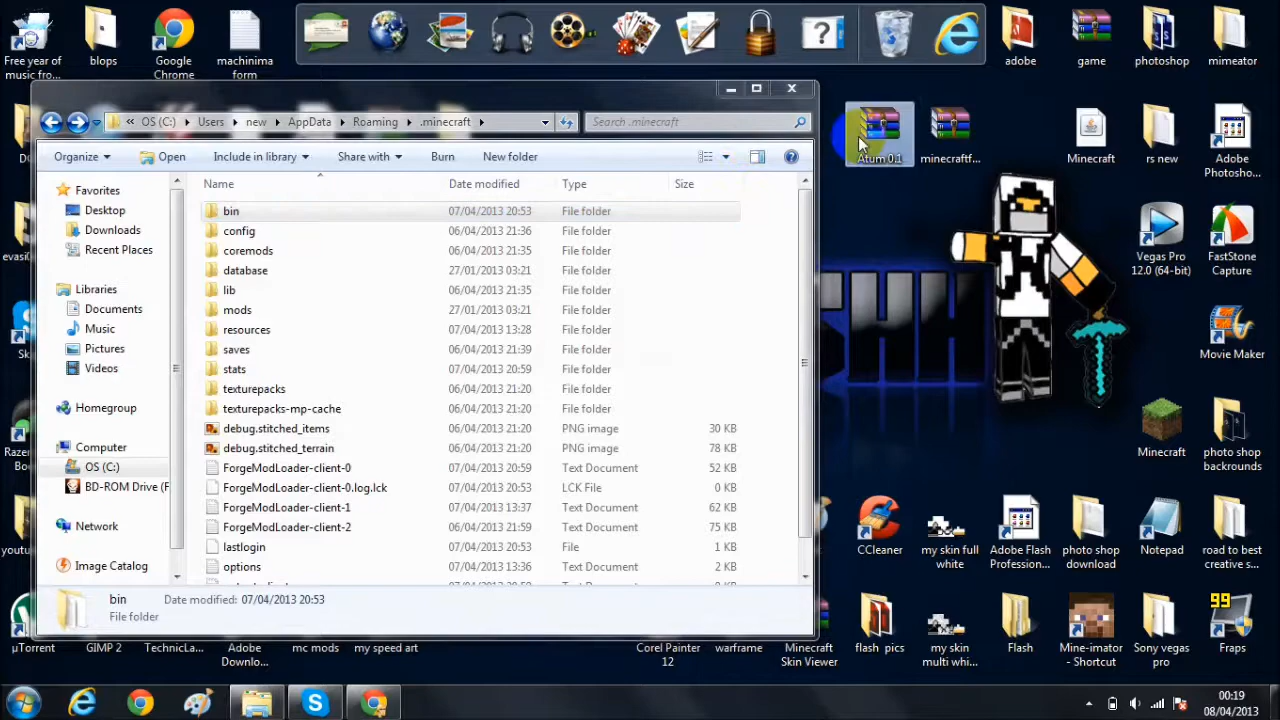 Free year of
music fro...
blops
Google
Chrome
machinima
form
adobe
game
photoshop
mimeator
OS (C:)
Users
new
AppData
Roaming
.minecraft
Search .minecraft
Organize
Open
Include in library
Share with
Burn
New folder
Name
Date modified
Type
Size
Favorites
Desktop
Downloads
Recent Places
Libraries
Documents
Music
Pictures
Videos
Homegroup
Computer
OS (C:)
BD-ROM Drive (F
Network
Image Catalog
bin 07/04/2013 20:53 File folder
config 06/04/2013 21:36 File folder
coremods 06/04/2013 21:35 File folder
database 27/01/2013 03:21 File folder
lib 06/04/2013 21:35 File folder
mods 27/01/2013 03:21 File folder
resources 07/04/2013 13:28 File folder
saves 06/04/2013 21:39 File folder
stats 07/04/2013 20:59 File folder
texturepacks 06/04/2013 21:20 File folder
texturepacks-mp-cache 06/04/2013 21:20 File folder
debug.stitched_items 06/04/2013 21:20 PNG image 30 KB
debug.stitched_terrain 06/04/2013 21:20 PNG image 78 KB
ForgeModLoader-client-0 07/04/2013 20:59 Text Document 52 KB
ForgeModLoader-client-0.log.lck 07/04/2013 20:53 LCK File 0 KB
ForgeModLoader-client-1 07/04/2013 13:37 Text Document 62 KB
ForgeModLoader-client-2 06/04/2013 21:59 Text Document 75 KB
lastlogin 07/04/2013 20:53 File 1 KB
options 07/04/2013 13:36 Text Document 2 KB
bin Date modified: 07/04/2013 20:53
File folder
Atum 0.1
minecraftf...
Minecraft
rs new
Adobe
Photosho...
Vegas Pro
12.0 (64-bit)
FastStone
Capture
Movie Maker
Minecraft
photo shop
backrounds
evasi
Sk
Razer
Boo
youtu
CCleaner
my skin full
white
Adobe Flash
Professiona...
photo shop
download
Notepad
road to best
creative s...
99
µTorrent
GIMP 2
TechnicLa...
Adobe
Downlo...
mc mods
my speed art
Corel Painter
12
warframe
Minecraft
Skin Viewer
flash pics
my skin
multi whi...
Flash
Mine-imator
- Shortcut
Sony vegas
pro
Fraps
00:19
08/04/2013